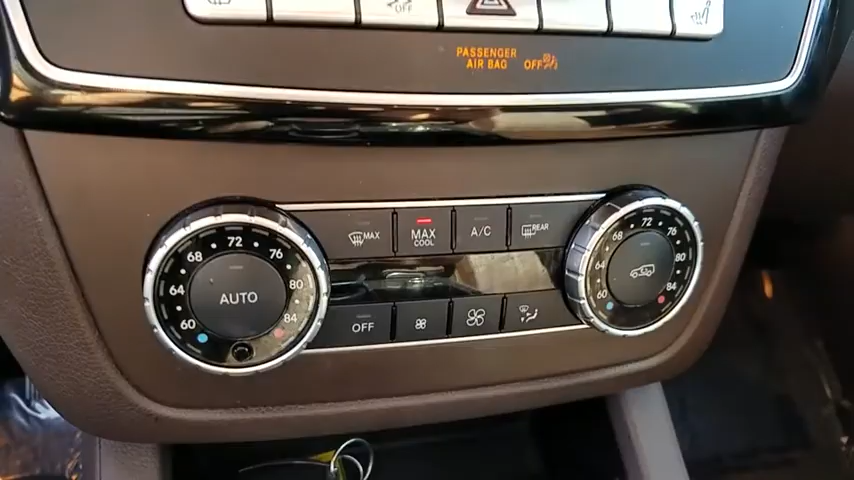 OFF
PASSENGER
AIR BAG OFF
MAX
MAX
COOL
A/C
REAR
72
68
76
64
80
60
84
AUTO
72
68
76
64
80
60
84
OFF